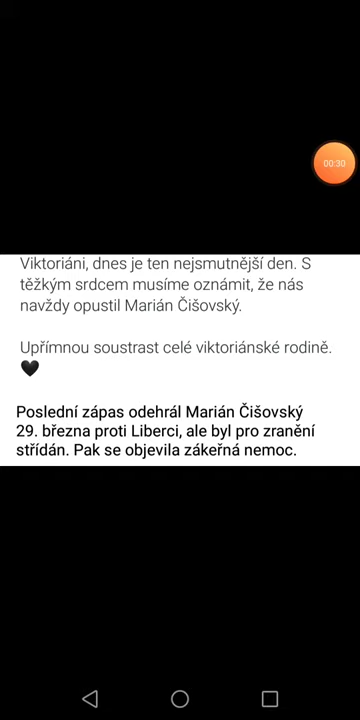 00:30
Viktoriáni, dnes je ten nejsmutnější den. S
těžkým srdcem musíme oznámit, že nás
navždy opustil Marián Čišovský.
Upřímnou soustrast celé viktoriánské rodině.
🖤
Poslední zápas odehrál Marián Čišovský
29. března proti Liberci, ale byl pro zranění
střídán. Pak se objevila zákeřná nemoc.